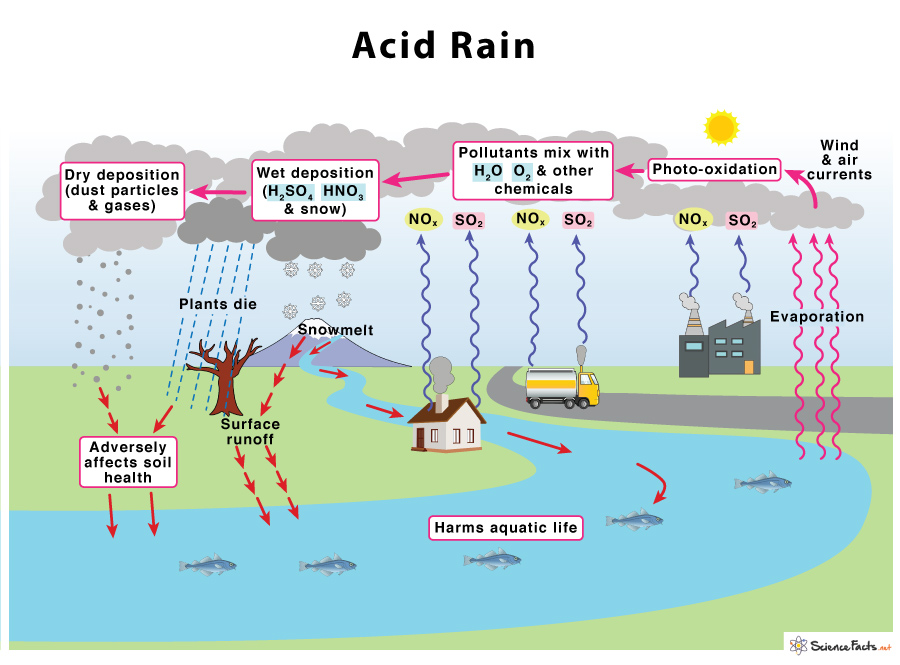 Acid Rain
Wind
& air
currents
Dry deposition
(dust particles
& gases)
Wet deposition
(H₂SO₄ HNO₃
& snow)
Pollutants mix with
H₂O O₂ & other
chemicals
Photo-oxidation
NOₓ SO₂ NOₓ SO₂ NOₓ SO₂
Plants die
Snowmelt
Evaporation
Surface
runoff
Adversely
affects soil
health
Harms aquatic life
ScienceFacts.net